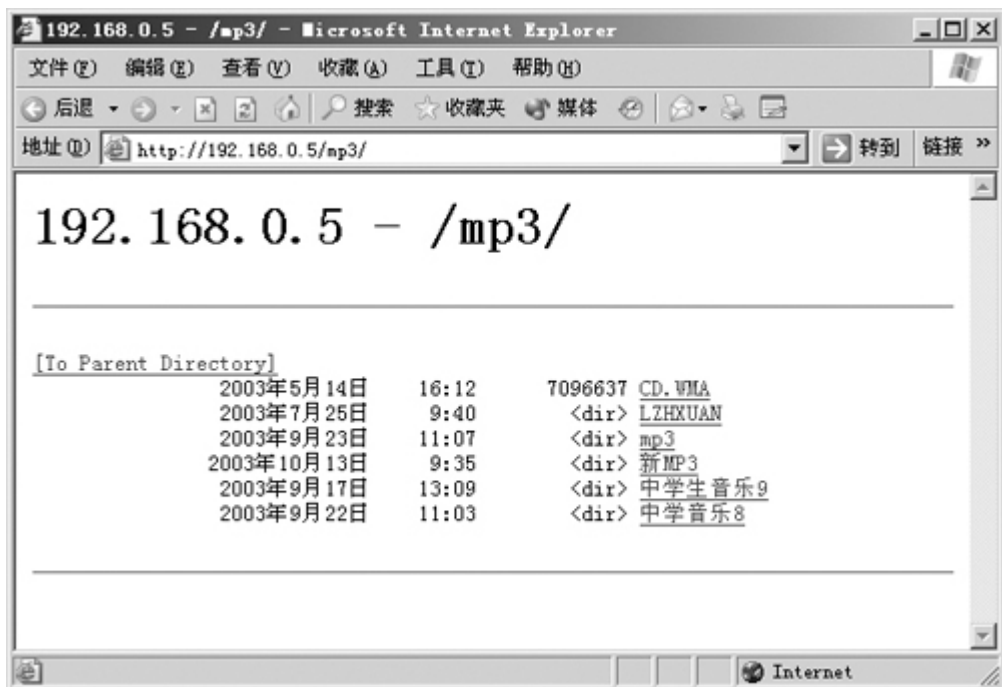 192.168.0.5 - /mp3/ - Microsoft Internet Explorer
文件(F) 编辑(E) 查看(V) 收藏(A) 工具(T) 帮助(H)
后退 搜索 收藏夹 媒体
地址(D) http://192.168.0.5/mp3/ 转到 链接 »
192.168.0.5 - /mp3/
[To Parent Directory]
2003年5月14日 16:12 7096637 CD.WMA
2003年7月25日 9:40 <dir> LZHXUAN
2003年9月23日 11:07 <dir> mp3
2003年10月13日 9:35 <dir> 新MP3
2003年9月17日 13:09 <dir> 中学生音乐9
2003年9月22日 11:03 <dir> 中学音乐8
Internet